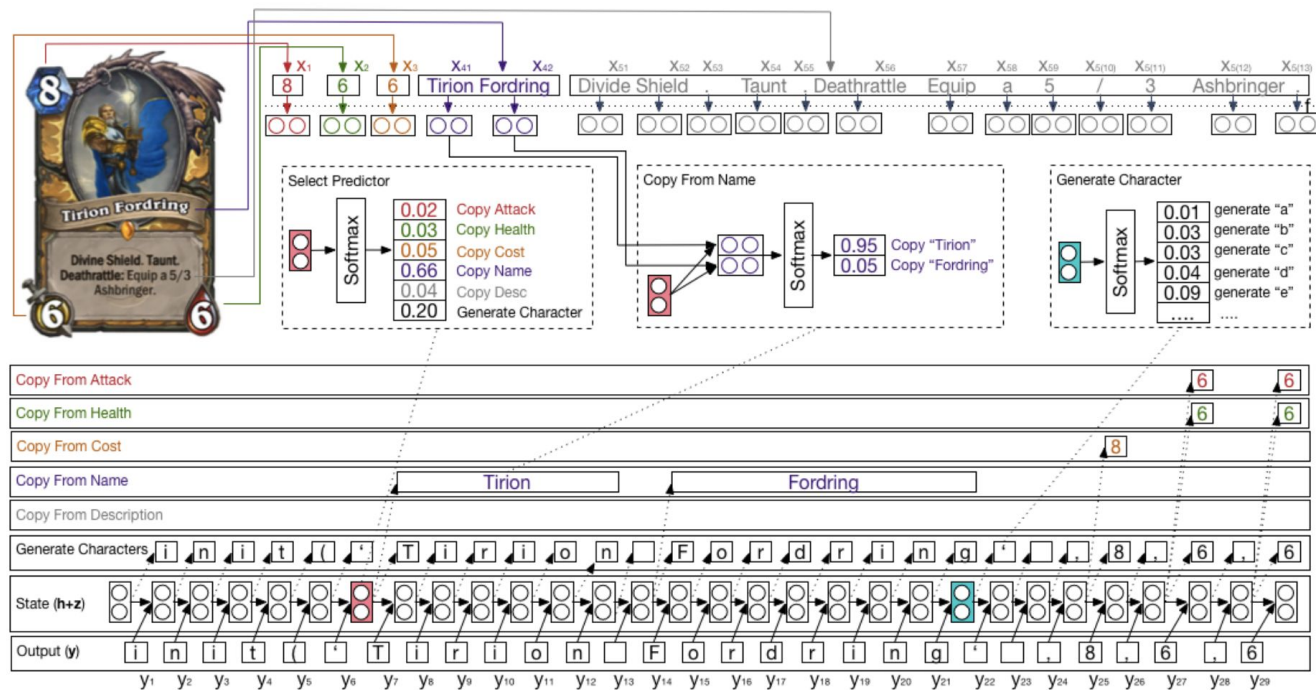 X1 X2 X3 X41 X42 X51 X52 X53 X54 X55 X56 X57 X58 X59 X5(10) X5(11) X5(12) X5(13)
8 6 6 Tirion Fordring Divide Shield . Taunt . Deathrattle Equip a 5 / 3 Ashbringer .
f
8
Tirion Fordring
Divine Shield. Taunt.
Deathrattle: Equip a 5/3
Ashbringer.
6 6
Select Predictor
Softmax
0.02 Copy Attack
0.03 Copy Health
0.05 Copy Cost
0.66 Copy Name
0.04 Copy Desc
0.20 Generate Character
Copy From Name
Softmax
0.95 Copy “Tirion”
0.05 Copy “Fordring”
Generate Character
Softmax
0.01 generate “a”
0.03 generate “b”
0.03 generate “c”
0.04 generate “d”
0.09 generate “e”
.... ....
Copy From Attack 6 6
Copy From Health 6 6
Copy From Cost 8
Copy From Name Tirion Fordring
Copy From Description
Generate Characters i n i t ( ‘ T i r i o n F o r d r i n g ‘ , 8 , 6 , 6
State (h+z)
Output (y) i n i t ( ‘ T i r i o n F o r d r i n g ‘ , 8 , 6 , 6
y1 y2 y3 y4 y5 y6 y7 y8 y9 y10 y11 y12 y13 y14 y15 y16 y17 y18 y19 y20 y21 y22 y23 y24 y25 y26 y27 y28 y29